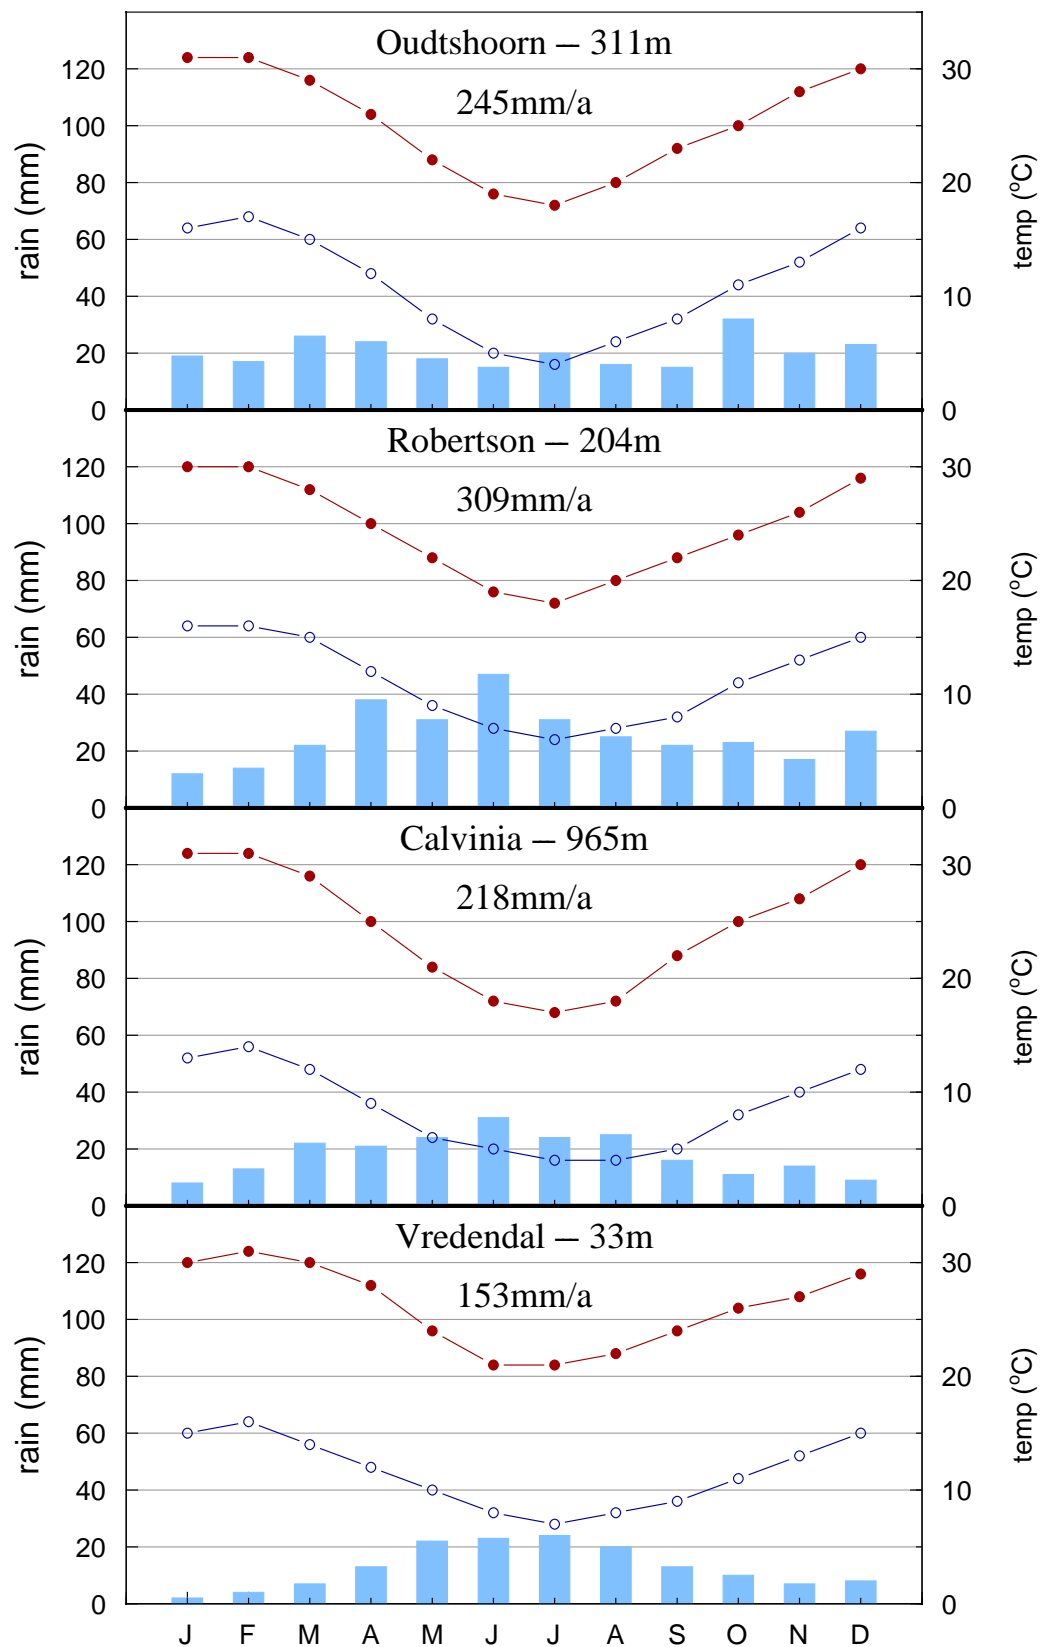 Oudtshoorn – 311m
245mm/a
rain (mm)
120
100
80
60
40
20
0
temp (°C)
30
20
10
0
Robertson – 204m
309mm/a
rain (mm)
120
100
80
60
40
20
0
temp (°C)
30
20
10
0
Calvinia – 965m
218mm/a
rain (mm)
120
100
80
60
40
20
0
temp (°C)
30
20
10
0
Vredendal – 33m
153mm/a
rain (mm)
120
100
80
60
40
20
0
temp (°C)
30
20
10
0
J F M A M J J A S O N D